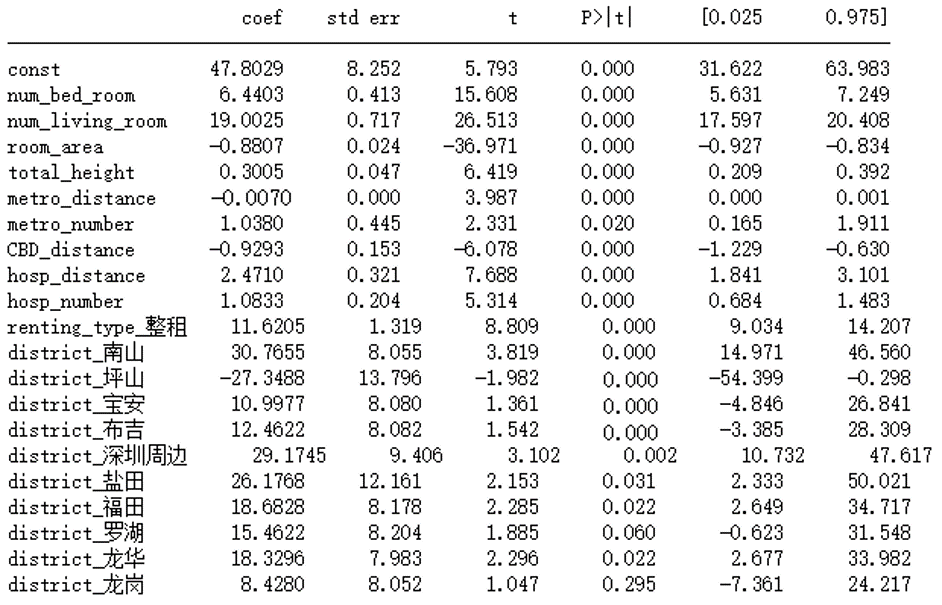 coef std err t P>|t| [0.025 0.975]
const 47.8029 8.252 5.793 0.000 31.622 63.983
num_bed_room 6.4403 0.413 15.608 0.000 5.631 7.249
num_living_room 19.0025 0.717 26.513 0.000 17.597 20.408
room_area -0.8807 0.024 -36.971 0.000 -0.927 -0.834
total_height 0.3005 0.047 6.419 0.000 0.209 0.392
metro_distance -0.0070 0.000 3.987 0.000 0.000 0.001
metro_number 1.0380 0.445 2.331 0.020 0.165 1.911
CBD_distance -0.9293 0.153 -6.078 0.000 -1.229 -0.630
hosp_distance 2.4710 0.321 7.688 0.000 1.841 3.101
hosp_number 1.0833 0.204 5.314 0.000 0.684 1.483
renting_type_整租 11.6205 1.319 8.809 0.000 9.034 14.207
district_南山 30.7655 8.055 3.819 0.000 14.971 46.560
district_坪山 -27.3488 13.796 -1.982 0.000 -54.399 -0.298
district_宝安 10.9977 8.080 1.361 0.000 -4.846 26.841
district_布吉 12.4622 8.082 1.542 0.000 -3.385 28.309
district_深圳周边 29.1745 9.406 3.102 0.002 10.732 47.617
district_盐田 26.1768 12.161 2.153 0.031 2.333 50.021
district_福田 18.6828 8.178 2.285 0.022 2.649 34.717
district_罗湖 15.4622 8.204 1.885 0.060 -0.623 31.548
district_龙华 18.3296 7.983 2.296 0.022 2.677 33.982
district_龙岗 8.4280 8.052 1.047 0.295 -7.361 24.217